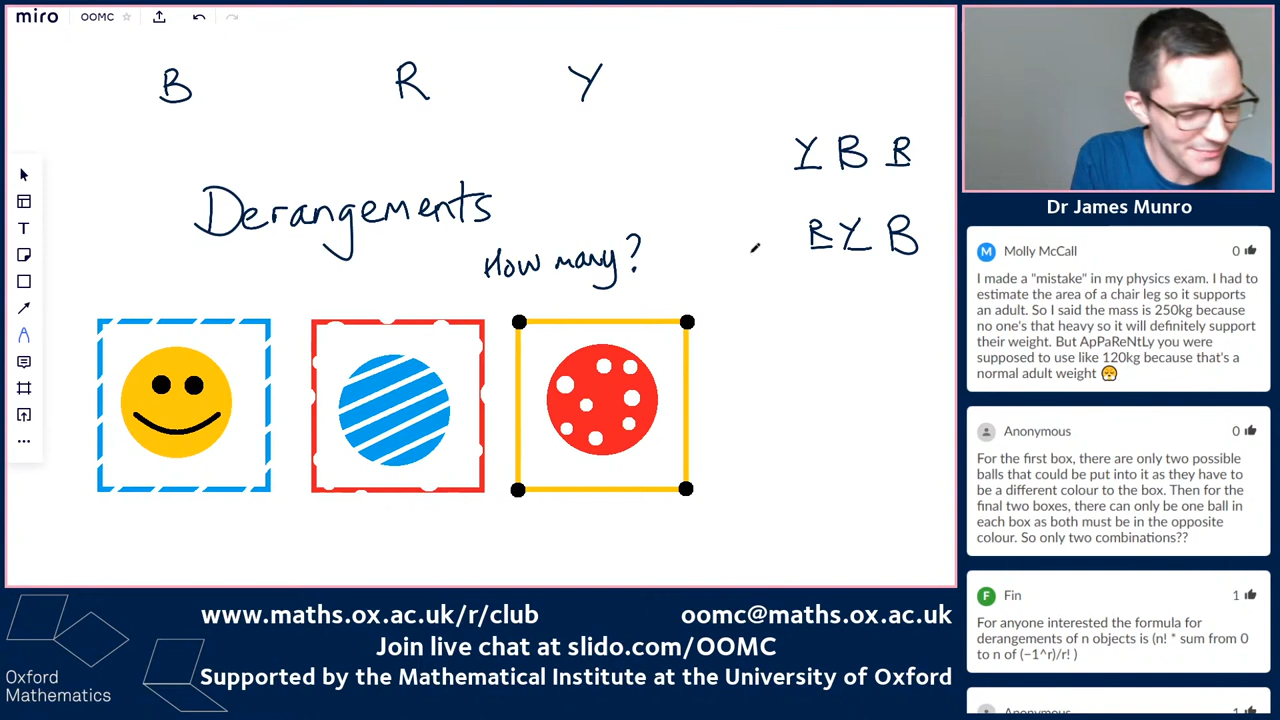 miro
OOMC
B R Y
Y B R
Derangements
R Y B
How many?
Dr James Munro
M
Molly McCall
0
I made a "mistake" in my physics exam. I had to
estimate the area of a chair leg so it supports
an adult. So I said the mass is 250kg because
no one's that heavy so it will definitely support
their weight. But ApPaReNtLy you were
supposed to use like 120kg because that's a
normal adult weight 😤
Anonymous
0
For the first box, there are only two possible
balls that could be put into it as they have to
be a different colour to the box. Then for the
final two boxes, there can only be one ball in
each box as both must be in the opposite
colour. So only two combinations??
F
Fin
1
For anyone interested the formula for
derangements of n objects is (n! * sum from 0
to n of (−1^r)/r! )
www.maths.ox.ac.uk/r/club
oomc@maths.ox.ac.uk
Join live chat at slido.com/OOMC
Supported by the Mathematical Institute at the University of Oxford
Oxford
Mathematics